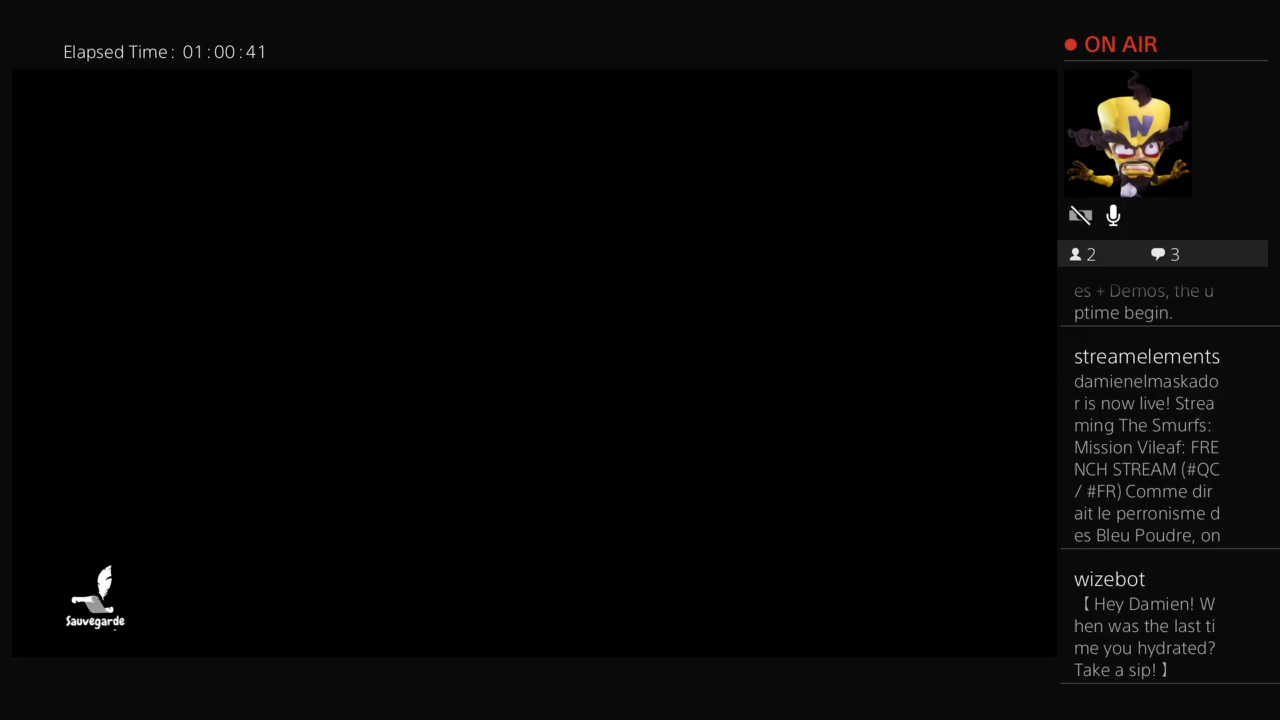 Elapsed Time: 01:00:41
ON AIR
N
2 3
es + Demos, the u
ptime begin.
streamelements
damienelmaskado
r is now live! Strea
ming The Smurfs:
Mission Vileaf: FRE
NCH STREAM (#QC
/ #FR) Comme dir
ait le perronisme d
es Bleu Poudre, on
wizebot
【Hey Damien! W
hen was the last ti
me you hydrated?
Take a sip!】
Sauvegarde